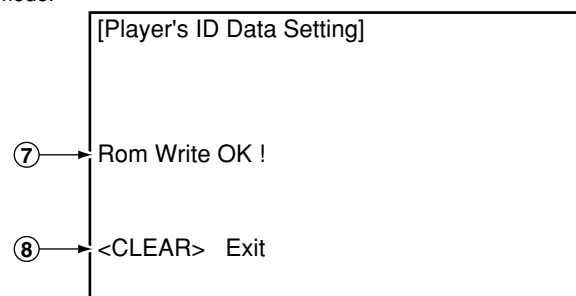 [Player's ID Data Setting]
⑦ Rom Write OK !
⑧ <CLEAR> Exit